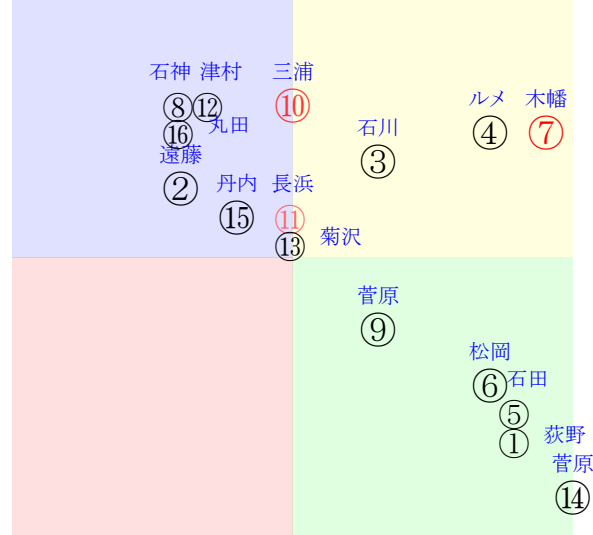 石神 津村 三浦
⑧ ⑫ ⑩ ルメ 木幡
⑯ 丸田 石川 ④ ⑦
遠藤 ③
② 丹内 長浜
⑮ ⑪
⑬ 菊沢
菅原
⑨
松岡
⑥ 石田
⑤
① 荻野
菅原
⑭